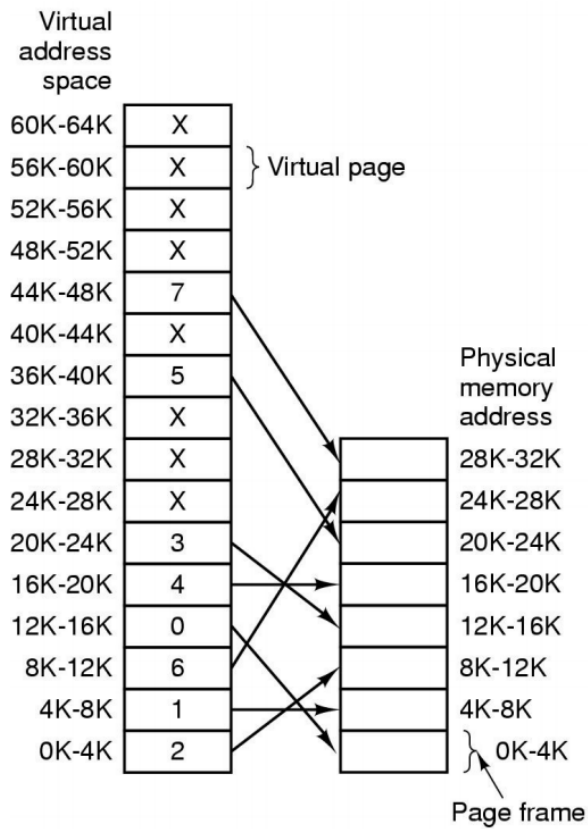 Virtual
address
space
60K-64K X
56K-60K X Virtual page
52K-56K X
48K-52K X
44K-48K 7
40K-44K X
36K-40K 5
32K-36K X
28K-32K X
24K-28K X
20K-24K 3
16K-20K 4
12K-16K 0
8K-12K 6
4K-8K 1
0K-4K 2
Physical
memory
address
28K-32K
24K-28K
20K-24K
16K-20K
12K-16K
8K-12K
4K-8K
0K-4K
Page frame